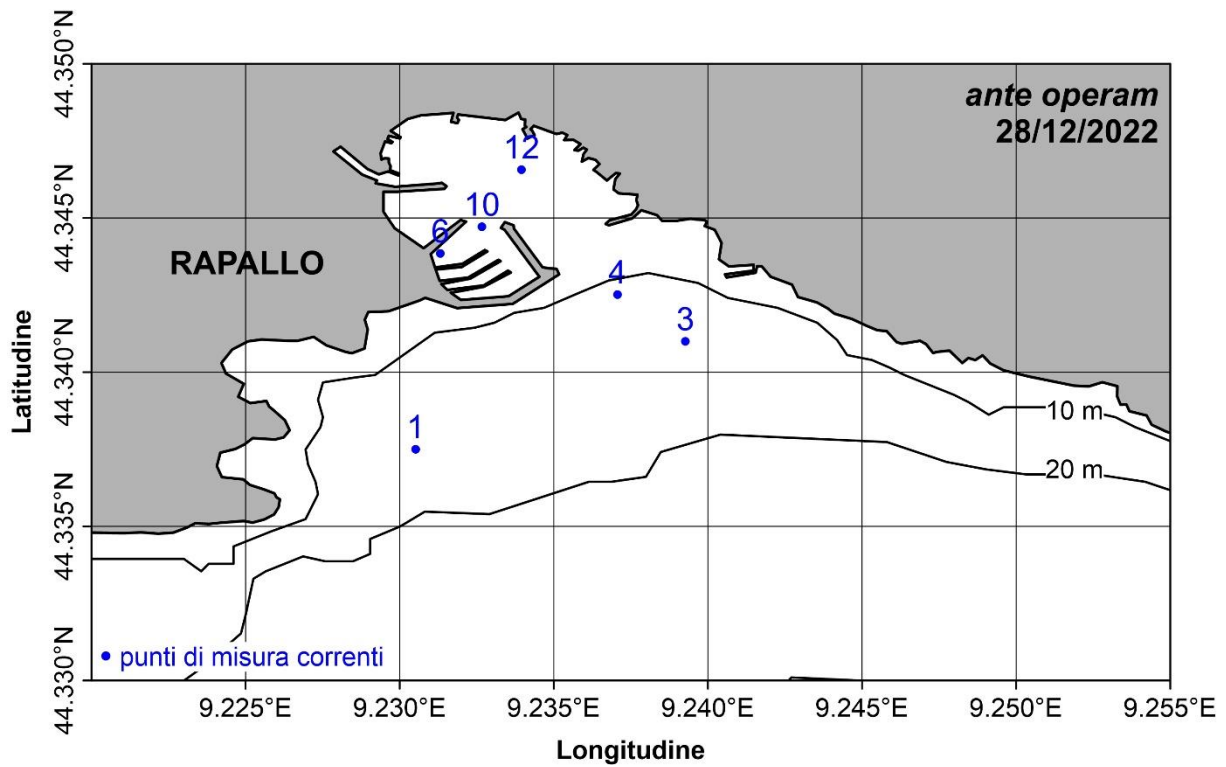 44.350°N
44.345°N
44.340°N
44.335°N
44.330°N
Latitudine
ante operam
28/12/2022
12
10
6
RAPALLO
4
3
1
10 m
20 m
punti di misura correnti
9.225°E
9.230°E
9.235°E
9.240°E
9.245°E
9.250°E
9.255°E
Longitudine